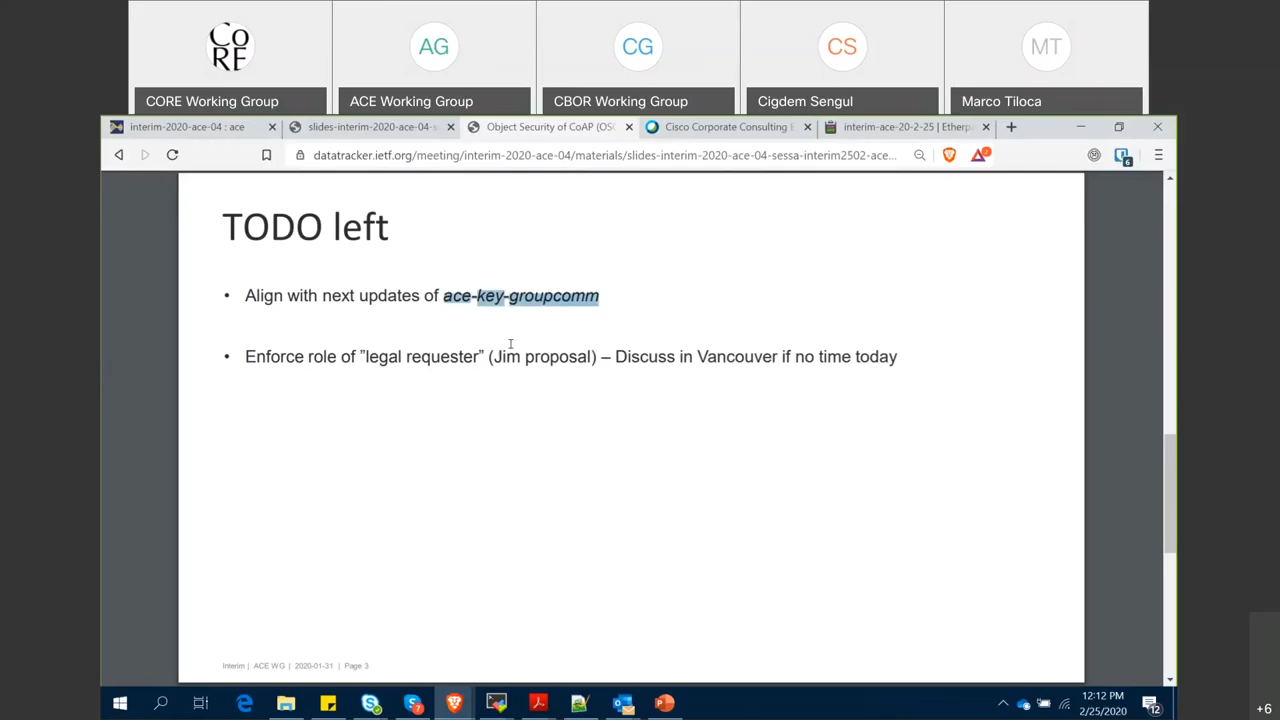 CORE
AG
CG
CS
MT
CORE Working Group
ACE Working Group
CBOR Working Group
Cigdem Sengul
Marco Tiloca
interim-2020-ace-04 : ace
slides-interim-2020-ace-04-s
Object Security of CoAP (OSC
Cisco Corporate Consulting E
interim-ace-20-2-25 | Etherp
datatracker.ietf.org/meeting/interim-2020-ace-04/materials/slides-interim-2020-ace-04-sessa-interim2502-ace...
2
6
TODO left
• Align with next updates of ace-key-groupcomm
• Enforce role of ”legal requester” (Jim proposal) – Discuss in Vancouver if no time today
Interim | ACE WG | 2020-01-31 | Page 3
12:12 PM
2/25/2020
12
+6